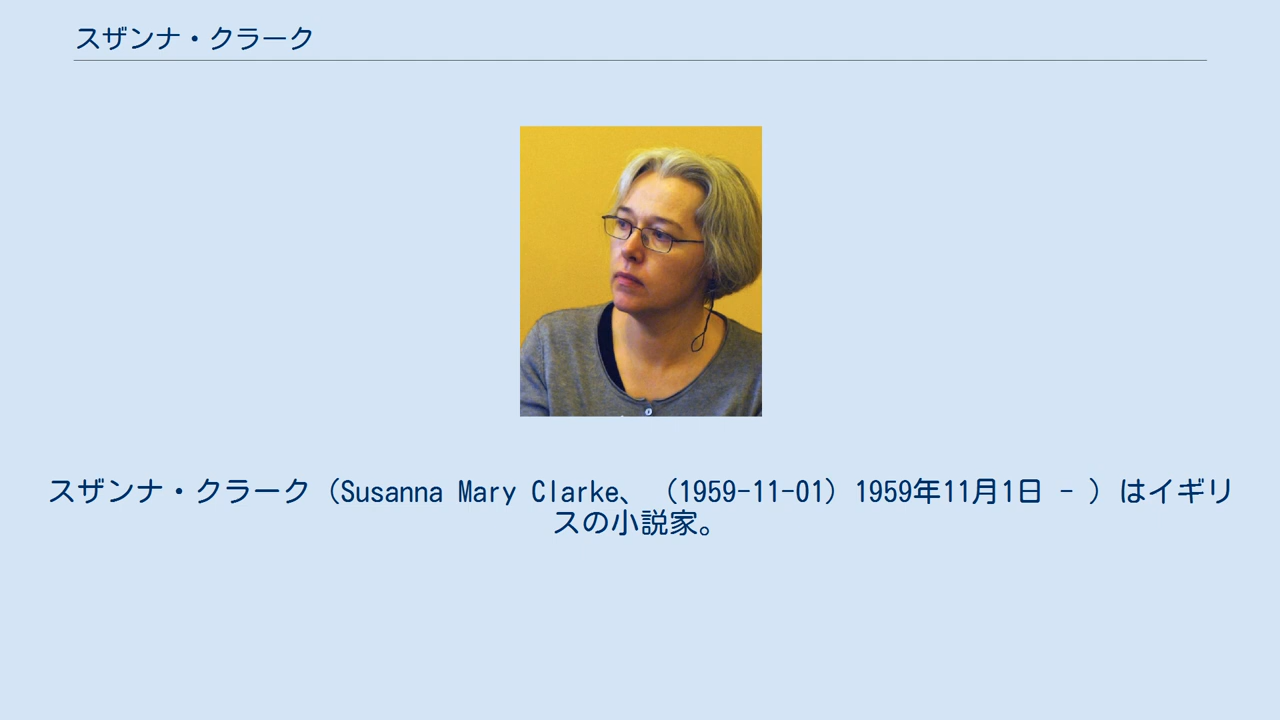 スザンナ・クラーク
スザンナ・クラーク（Susanna Mary Clarke、（1959-11-01）1959年11月1日 - ）はイギリ
スの小説家。